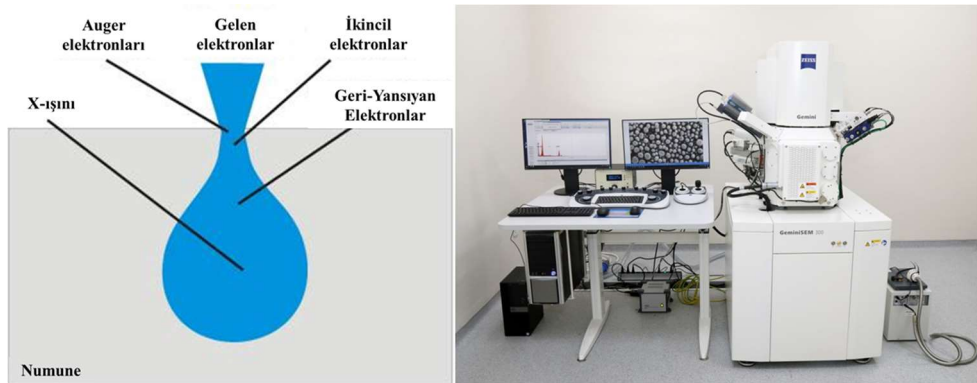 Auger
elektronları
Gelen
elektronlar
İkincil
elektronlar
X-ışını
Geri-Yansıyan
Elektronlar
Numune
ZEISS
Gemini
GeminiSEM